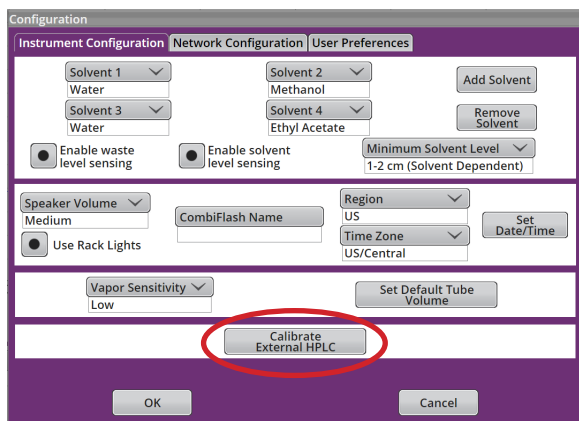 Configuration
Instrument Configuration Network Configuration User Preferences
Solvent 1 Solvent 2
Water Methanol
Add Solvent
Solvent 3 Solvent 4
Water Ethyl Acetate
Remove
Solvent
Enable waste
level sensing
Enable solvent
level sensing
Minimum Solvent Level
1-2 cm (Solvent Dependent)
Speaker Volume
Medium
Use Rack Lights
CombiFlash Name
Region
US
Time Zone
US/Central
Set
Date/Time
Vapor Sensitivity
Low
Set Default Tube
Volume
Calibrate
External HPLC
OK Cancel